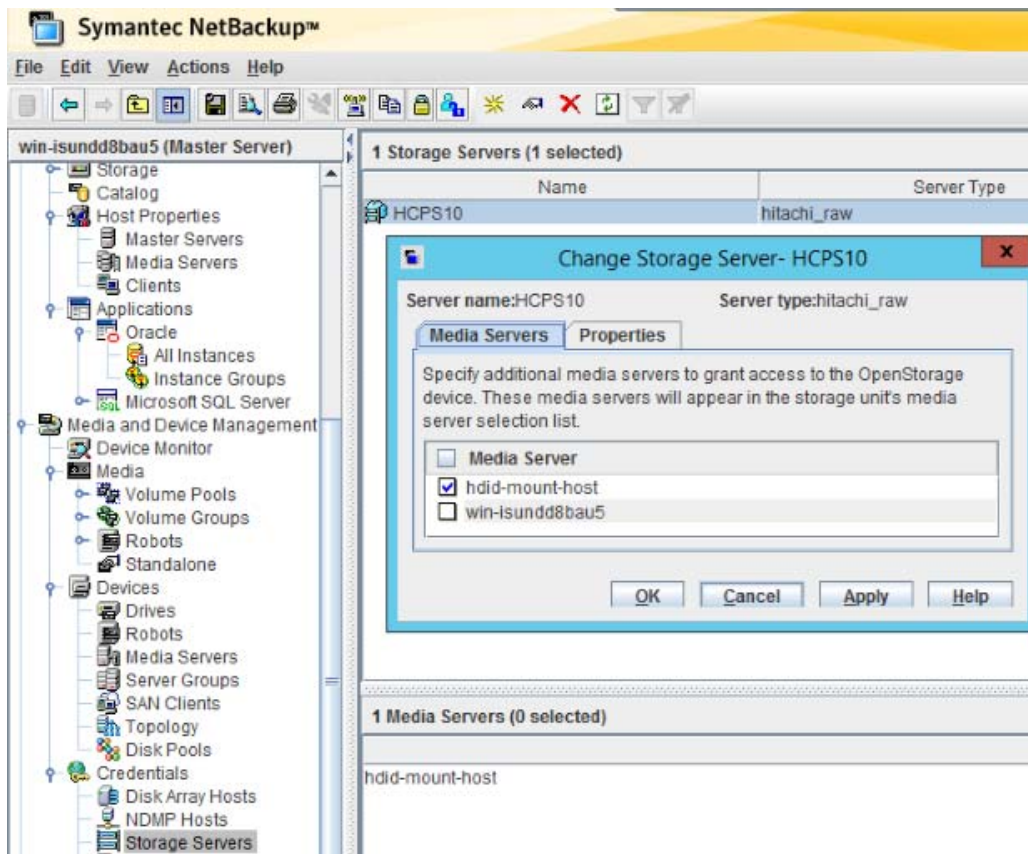 Symantec NetBackup™
File Edit View Actions Help
win-isundd8bau5 (Master Server)
Storage
Catalog
Host Properties
Master Servers
Media Servers
Clients
Applications
Oracle
All Instances
Instance Groups
Microsoft SQL Server
Media and Device Management
Device Monitor
Media
Volume Pools
Volume Groups
Robots
Standalone
Devices
Drives
Robots
Media Servers
Server Groups
SAN Clients
Topology
Disk Pools
Credentials
Disk Array Hosts
NDMP Hosts
Storage Servers
1 Storage Servers (1 selected)
Name Server Type
HCPS10 hitachi_raw
Change Storage Server- HCPS10
Server name:HCPS10 Server type:hitachi_raw
Media Servers Properties
Specify additional media servers to grant access to the OpenStorage
device. These media servers will appear in the storage unit's media
server selection list.
Media Server
hdid-mount-host
win-isundd8bau5
OK Cancel Apply Help
1 Media Servers (0 selected)
hdid-mount-host